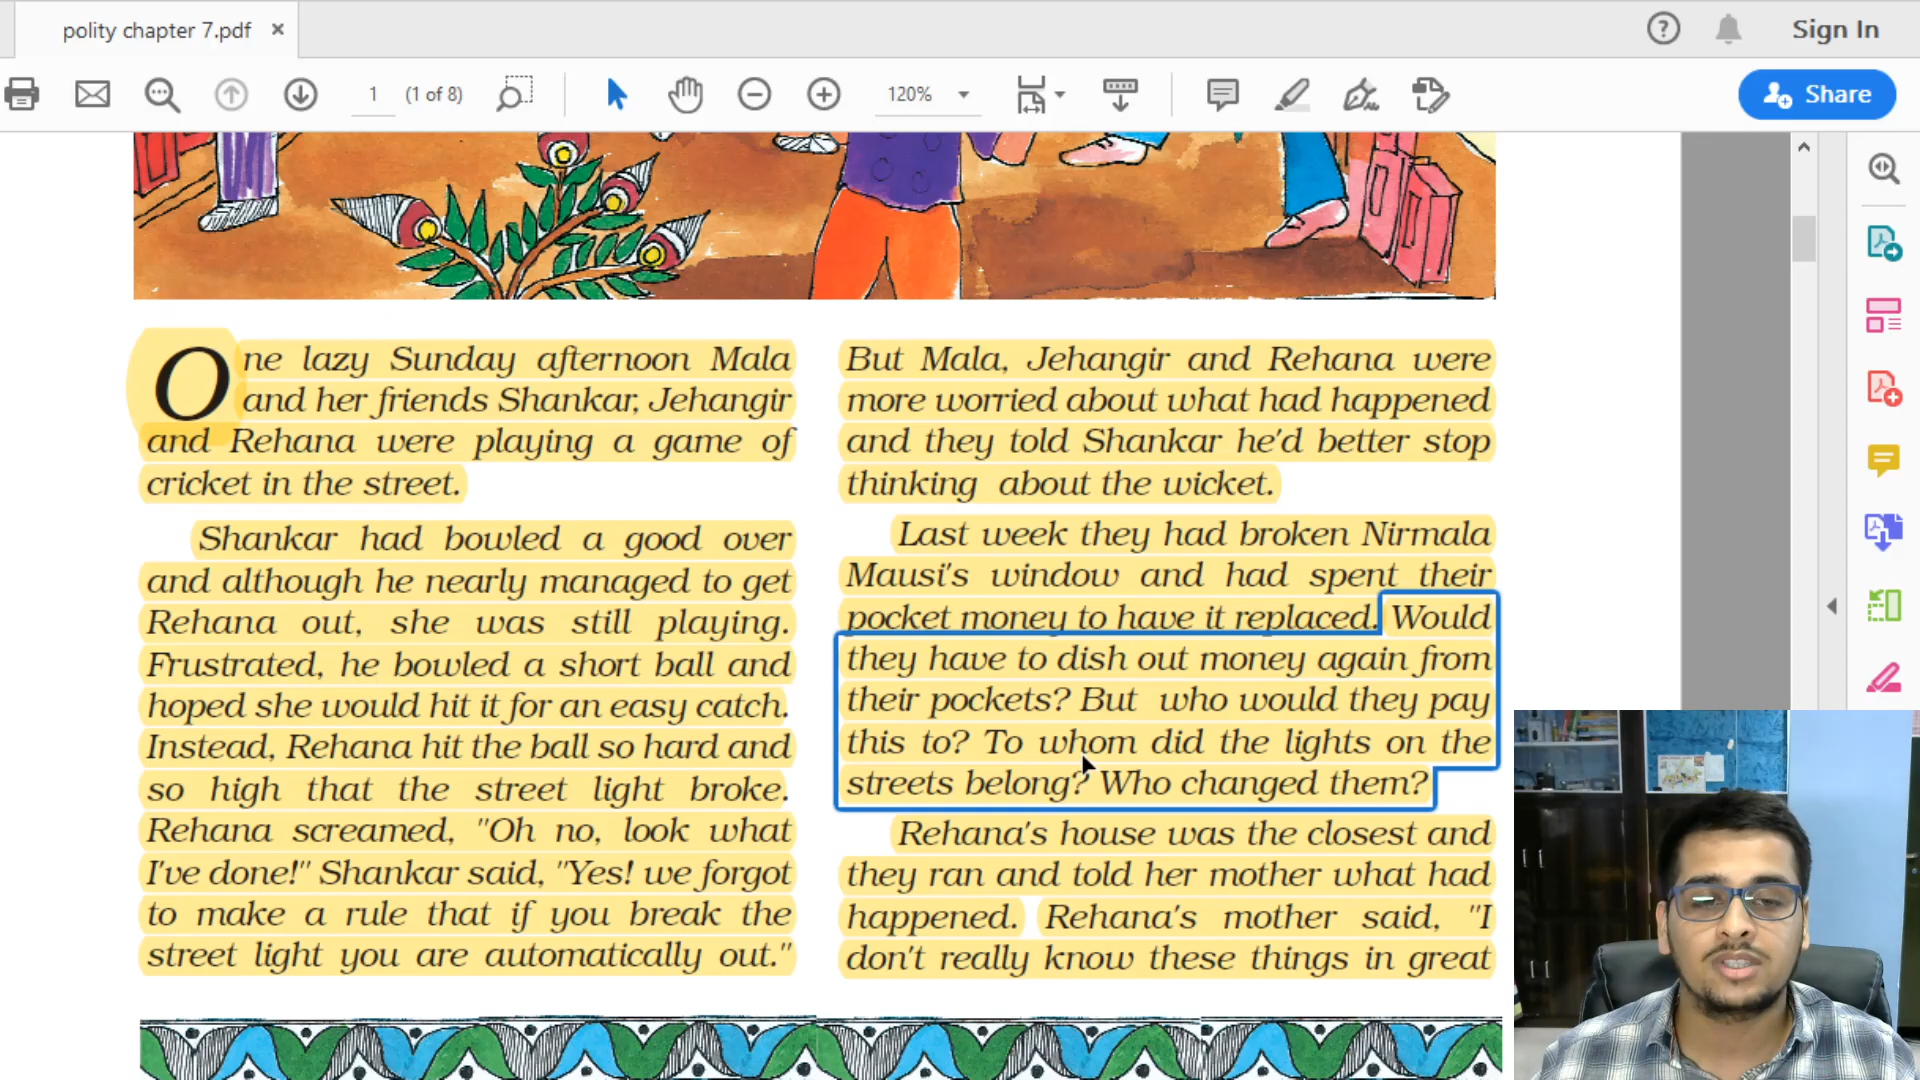 polity chapter 7.pdf
Sign In
1
(1 of 8)
120%
Share
One lazy Sunday afternoon Mala
and her friends Shankar, Jehangir
and Rehana were playing a game of
cricket in the street.
Shankar had bowled a good over
and although he nearly managed to get
Rehana out, she was still playing.
Frustrated, he bowled a short ball and
hoped she would hit it for an easy catch.
Instead, Rehana hit the ball so hard and
so high that the street light broke.
Rehana screamed, "Oh no, look what
I've done!" Shankar said, "Yes! we forgot
to make a rule that if you break the
street light you are automatically out."
But Mala, Jehangir and Rehana were
more worried about what had happened
and they told Shankar he'd better stop
thinking about the wicket.
Last week they had broken Nirmala
Mausi's window and had spent their
pocket money to have it replaced. Would
they have to dish out money again from
their pockets? But who would they pay
this to? To whom did the lights on the
streets belong? Who changed them?
Rehana's house was the closest and
they ran and told her mother what had
happened. Rehana's mother said, "I
don't really know these things in great